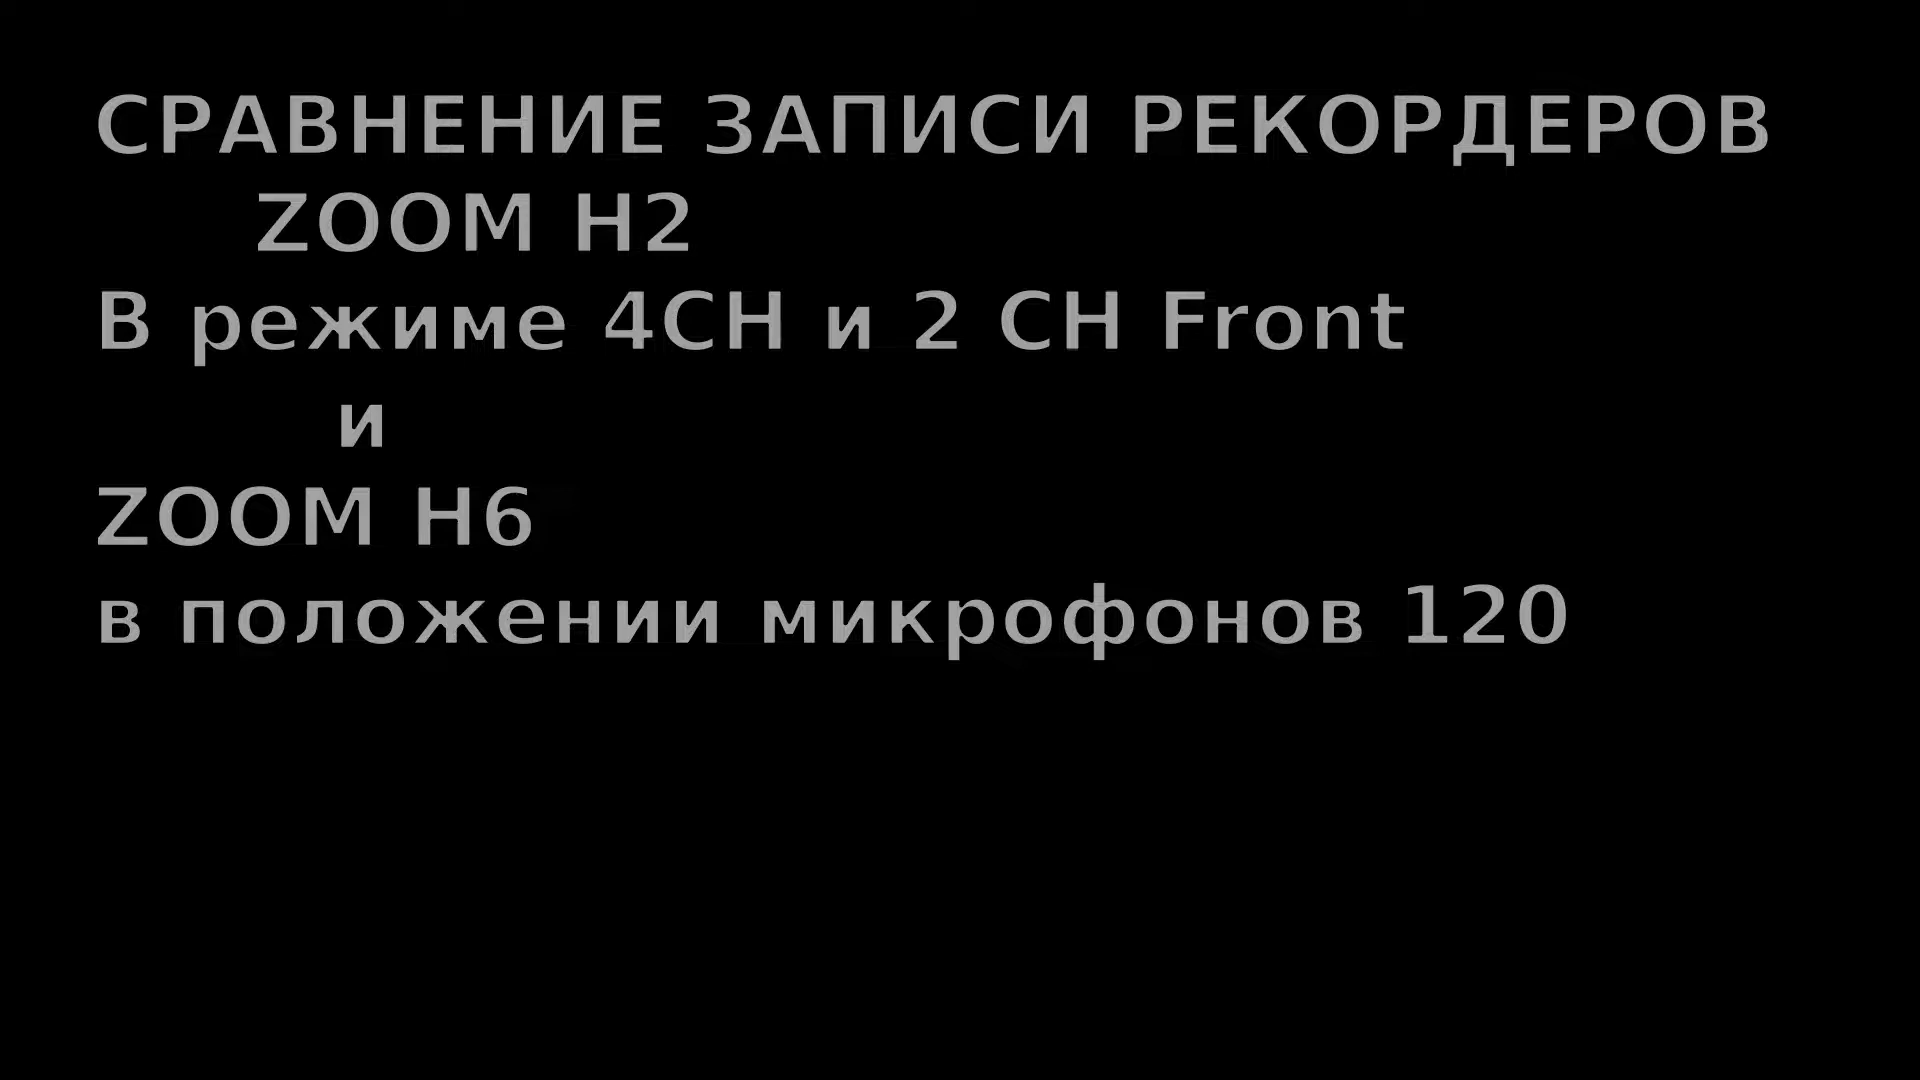 СРАВНЕНИЕ ЗАПИСИ РЕКОРДЕРОВ
ZOOM H2
В режиме 4CH и 2 CH Front
и
ZOOM H6
в положении микрофонов 120